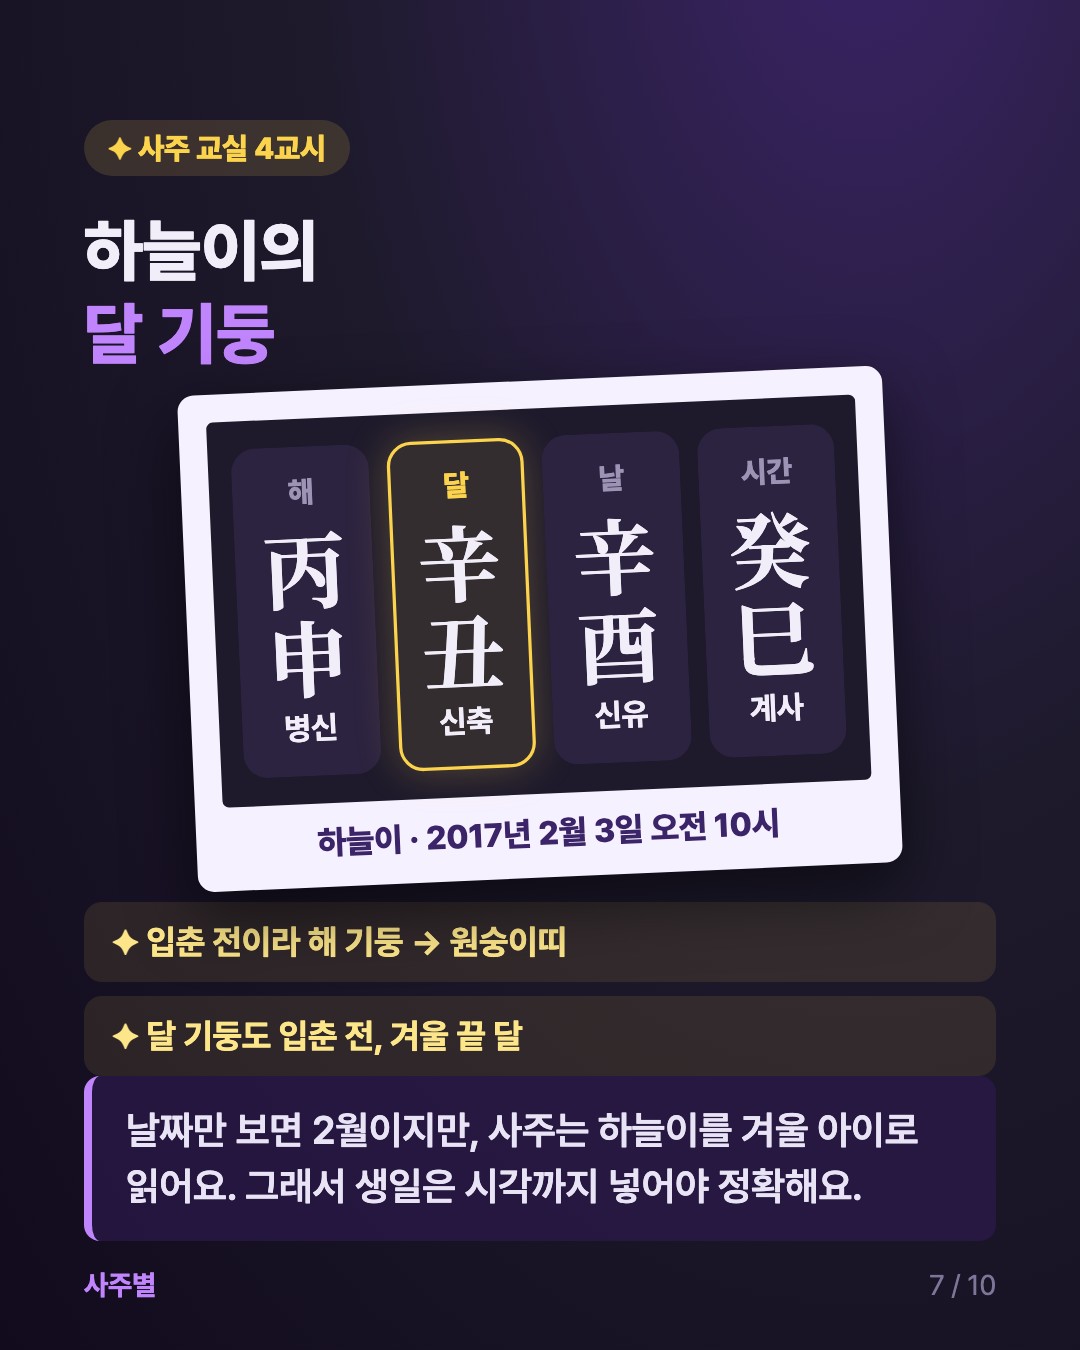 ✦ 사주 교실 4교시
하늘이의
달 기둥
해 달 날 시간
丙 辛 辛 癸
申 丑 酉 巳
병신 신축 신유 계사
하늘이 · 2017년 2월 3일 오전 10시
✦ 입춘 전이라 해 기둥 → 원숭이띠
✦ 달 기둥도 입춘 전, 겨울 끝 달
날짜만 보면 2월이지만, 사주는 하늘이를 겨울 아이로
읽어요. 그래서 생일은 시각까지 넣어야 정확해요.
사주별
7 / 10